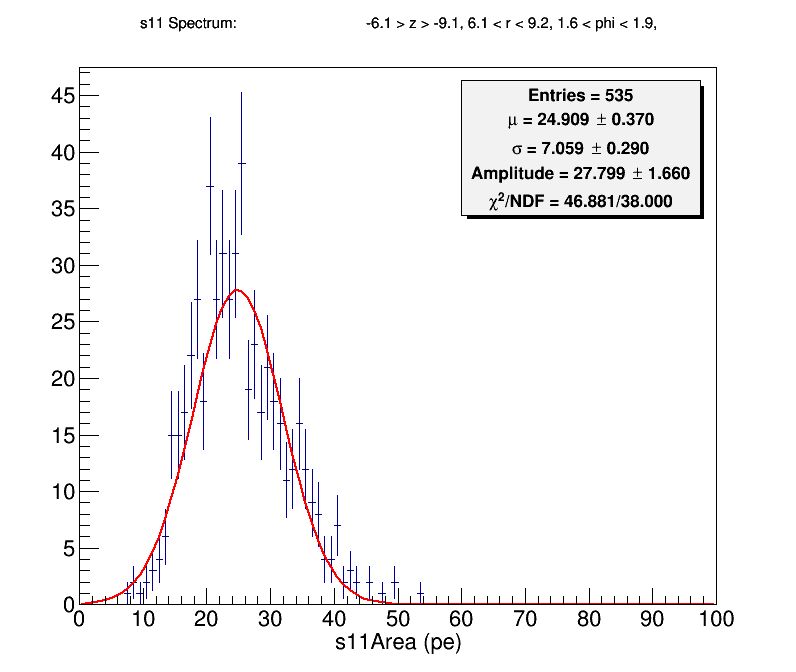 s11 Spectrum: -6.1 > z > -9.1, 6.1 < r < 9.2, 1.6 < phi < 1.9,
Entries = 535
μ = 24.909 ± 0.370
σ = 7.059 ± 0.290
Amplitude = 27.799 ± 1.660
χ²/NDF = 46.881/38.000
45
40
35
30
25
20
15
10
5
0
0 10 20 30 40 50 60 70 80 90 100
s11Area (pe)